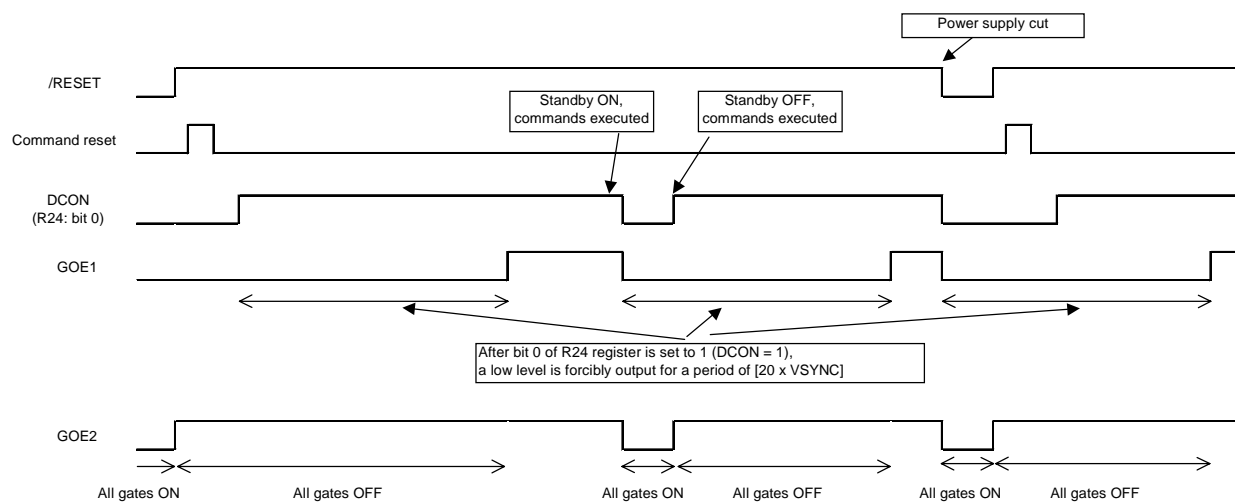 Power supply cut
/RESET
Standby ON,
commands executed
Standby OFF,
commands executed
Command reset
DCON
(R24: bit 0)
GOE1
After bit 0 of R24 register is set to 1 (DCON = 1),
a low level is forcibly output for a period of [20 x VSYNC]
GOE2
All gates ON
All gates OFF
All gates ON
All gates OFF
All gates ON
All gates OFF